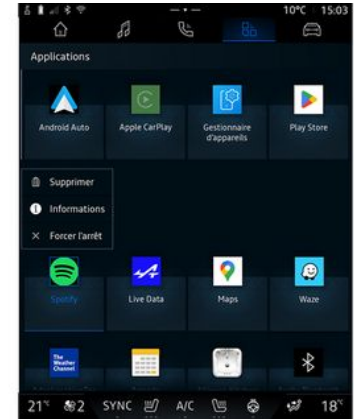 10°C 15:03
Applications
Android Auto
Apple CarPlay
Gestionnaire
d'appareils
Play Store
Supprimer
Informations
Forcer l'arrêt
Spotify
Live Data
Maps
Waze
The
Weather
Channel
21°C 2 SYNC A/C 18°C